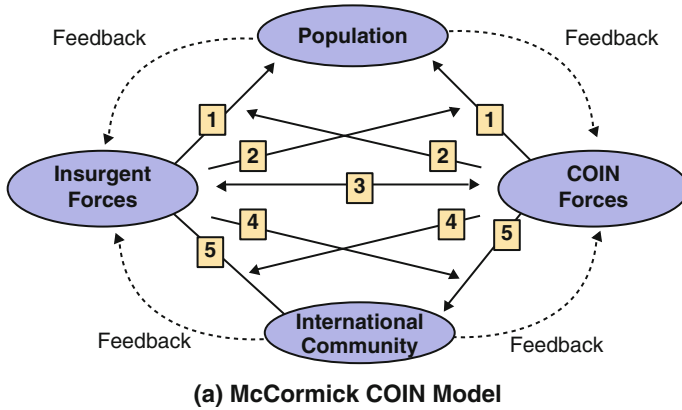 Feedback
Population
Feedback
1
1
2
2
Insurgent
Forces
3
COIN
Forces
4
4
5
5
Feedback
International
Community
Feedback
(a) McCormick COIN Model